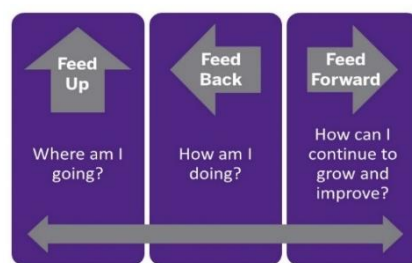 Feed
Up
Where am I
going?
Feed
Back
How am I
doing?
Feed
Forward
How can I
continue to
grow and
improve?